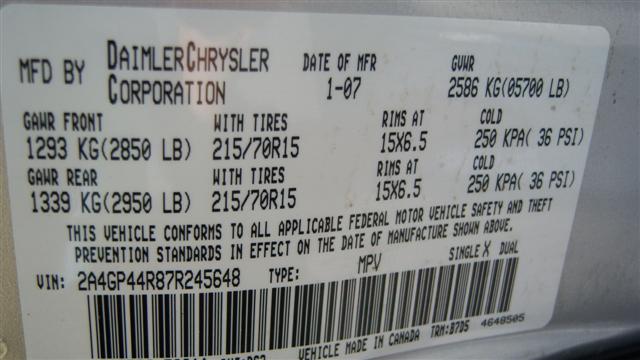 MFD BY DAIMLERCHRYSLER CORPORATION DATE OF MFR 1-07 GVWR 2586 KG(05700 LB)
GAWR FRONT WITH TIRES RIMS AT COLD
1293 KG(2850 LB) 215/70R15 15X6.5 250 KPA( 36 PSI)
GAWR REAR WITH TIRES RIMS AT COLD
1339 KG(2950 LB) 215/70R15 15X6.5 250 KPA( 36 PSI)
THIS VEHICLE CONFORMS TO ALL APPLICABLE FEDERAL MOTOR VEHICLE SAFETY AND THEFT
PREVENTION STANDARDS IN EFFECT ON THE DATE OF MANUFACTURE SHOWN ABOVE.
VIN: 2A4GP44R87R245648 TYPE: MPV SINGLE X DUAL
VEHICLE MADE IN CANADA TRM:B7D5 4648505